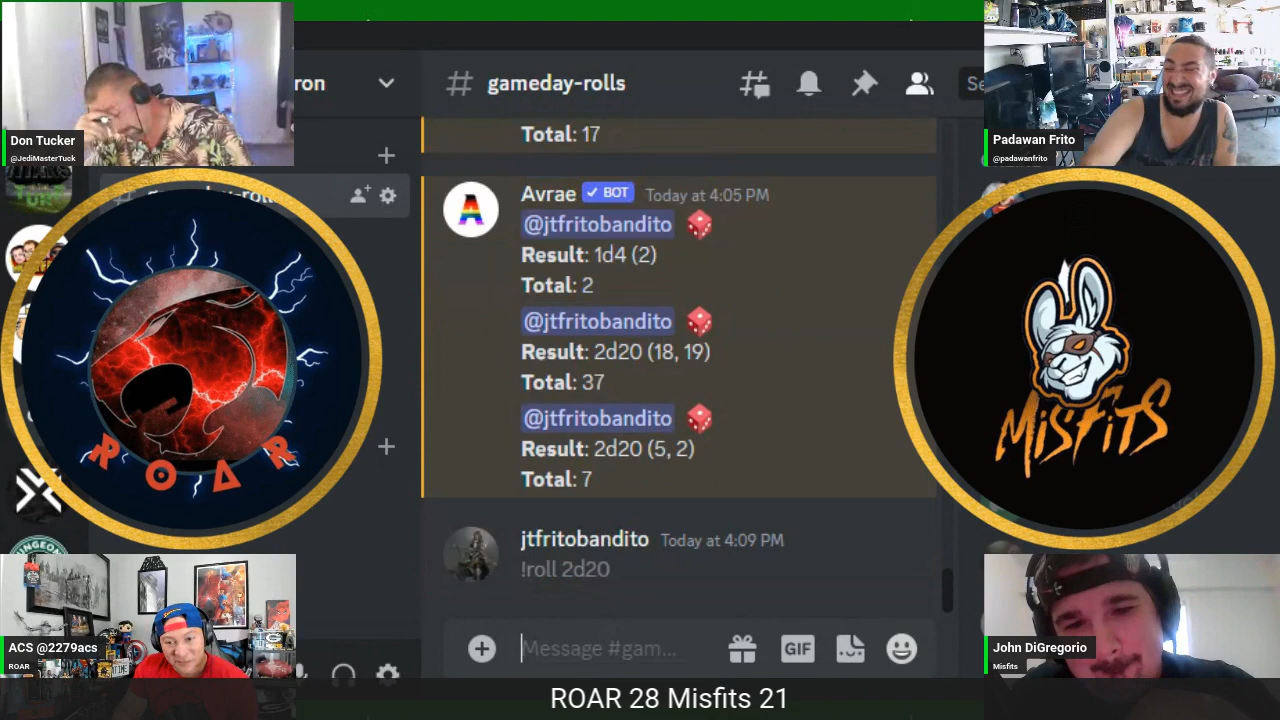 Don Tucker
@JediMasterTuck
ron
gameday-rolls
Se
Padawan Frito
@padawanfrito
Total: 17
Avrae BOT Today at 4:05 PM
@jtfritobandito
Result: 1d4 (2)
Total: 2
@jtfritobandito
Result: 2d20 (18, 19)
Total: 37
@jtfritobandito
Result: 2d20 (5, 2)
Total: 7
ROAR
MiSFiTS
jtfritobandito Today at 4:09 PM
!roll 2d20
ACS @2279acs
ROAR
Message #gam...
GIF
John DiGregorio
Misfits
ROAR 28 Misfits 21